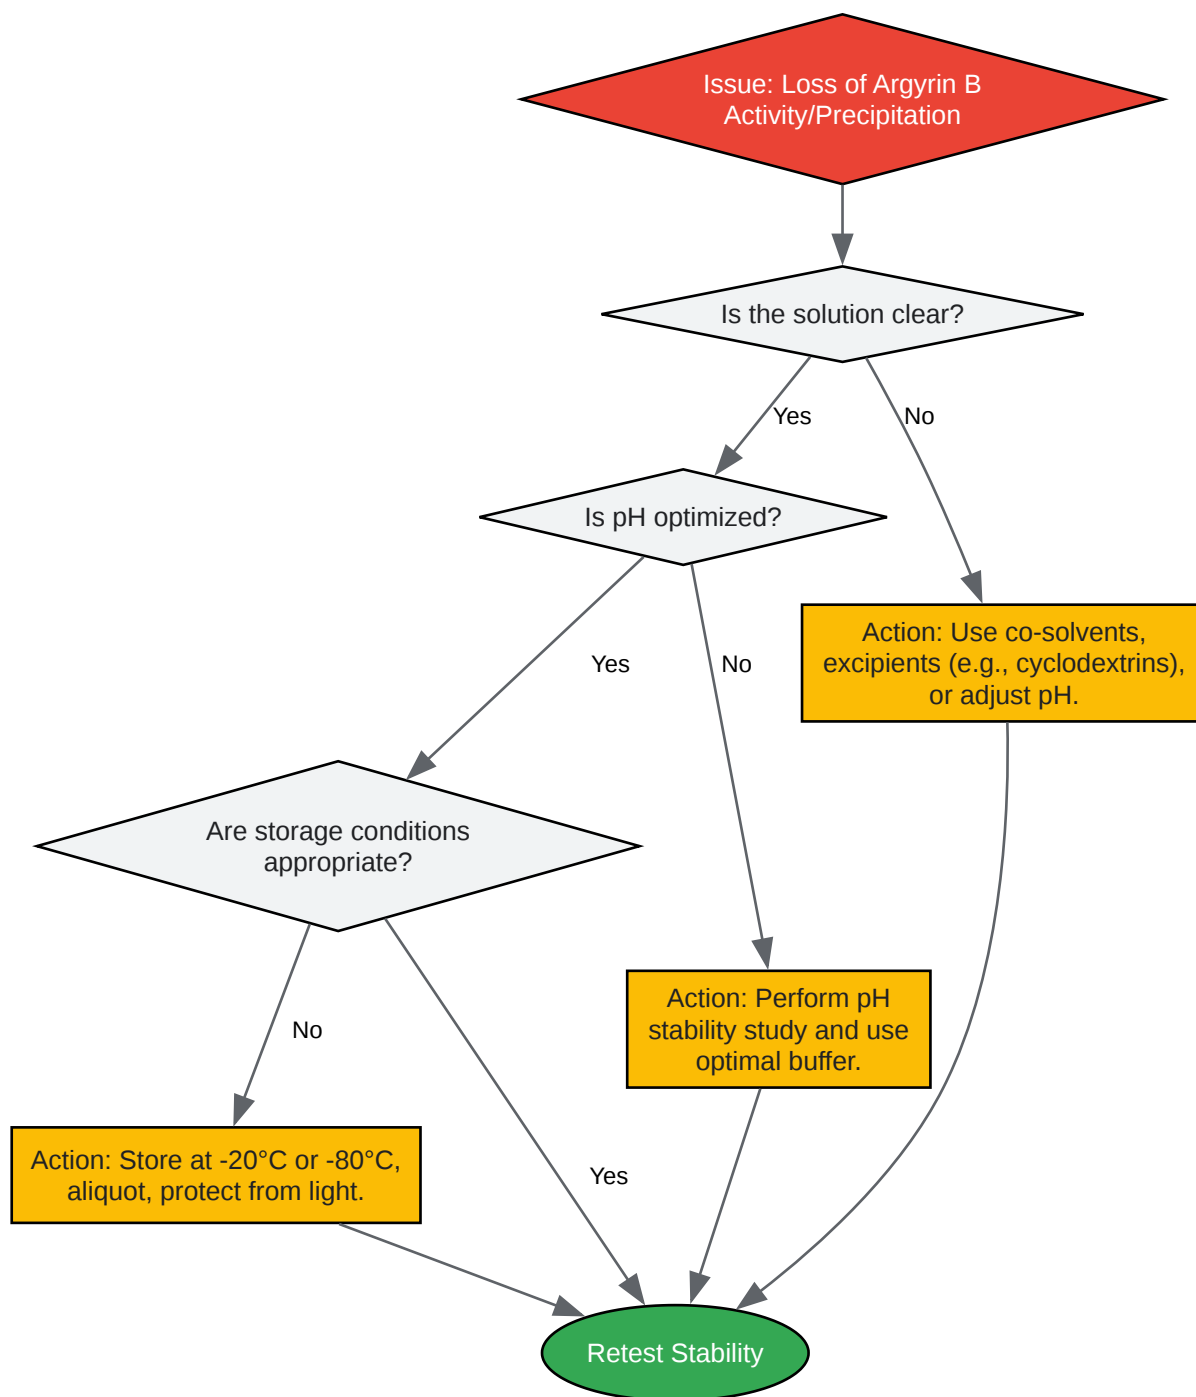 Issue: Loss of Argyrin B
Activity/Precipitation
Is the solution clear?
Yes
No
Is pH optimized?
Action: Use co-solvents,
excipients (e.g., cyclodextrins),
or adjust pH.
Yes
No
Are storage conditions
appropriate?
Action: Perform pH
stability study and use
optimal buffer.
No
Action: Store at -20°C or -80°C,
aliquot, protect from light.
Yes
Retest Stability